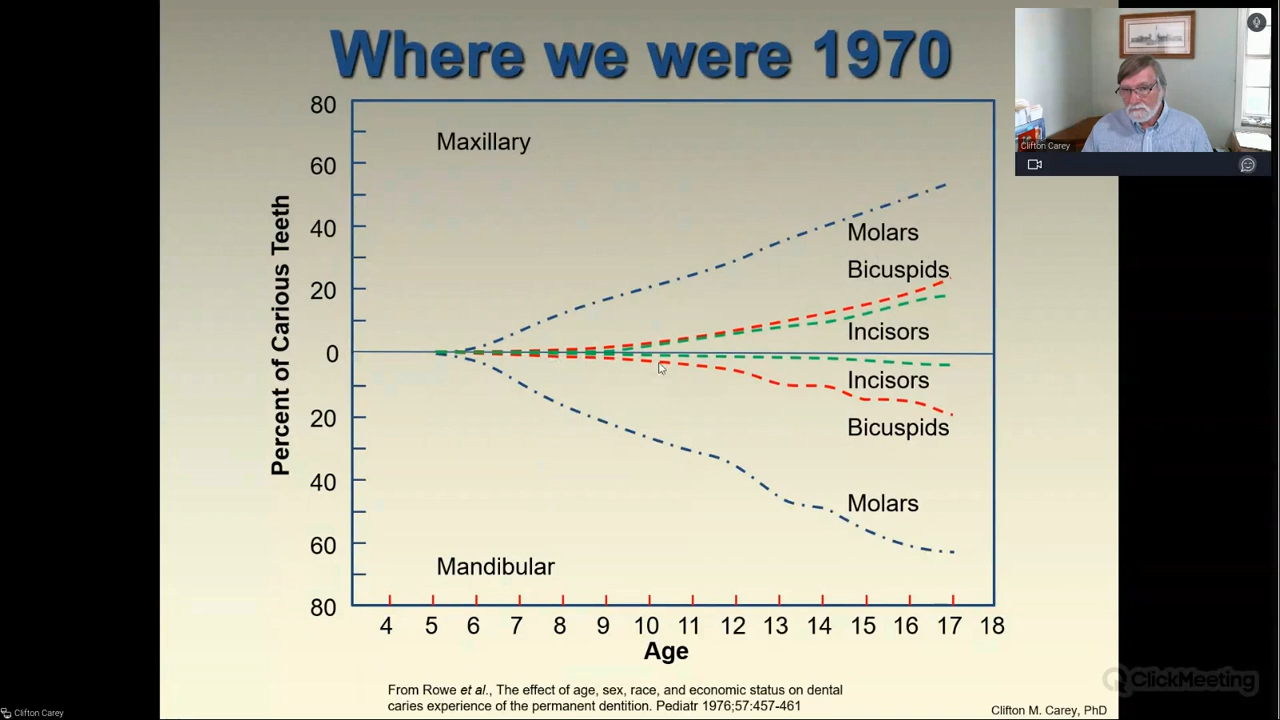 Where we were 1970
80
60
40
20
0
20
40
60
80
Percent of Carious Teeth
Maxillary
Molars
Bicuspids
Incisors
Incisors
Bicuspids
Molars
Mandibular
4 5 6 7 8 9 10 11 12 13 14 15 16 17 18
Age
From Rowe et al., The effect of age, sex, race, and economic status on dental
caries experience of the permanent dentition. Pediatr 1976;57:457-461
Clifton M. Carey, PhD
Clifton Carey
ClickMeeting
Clifton Carey